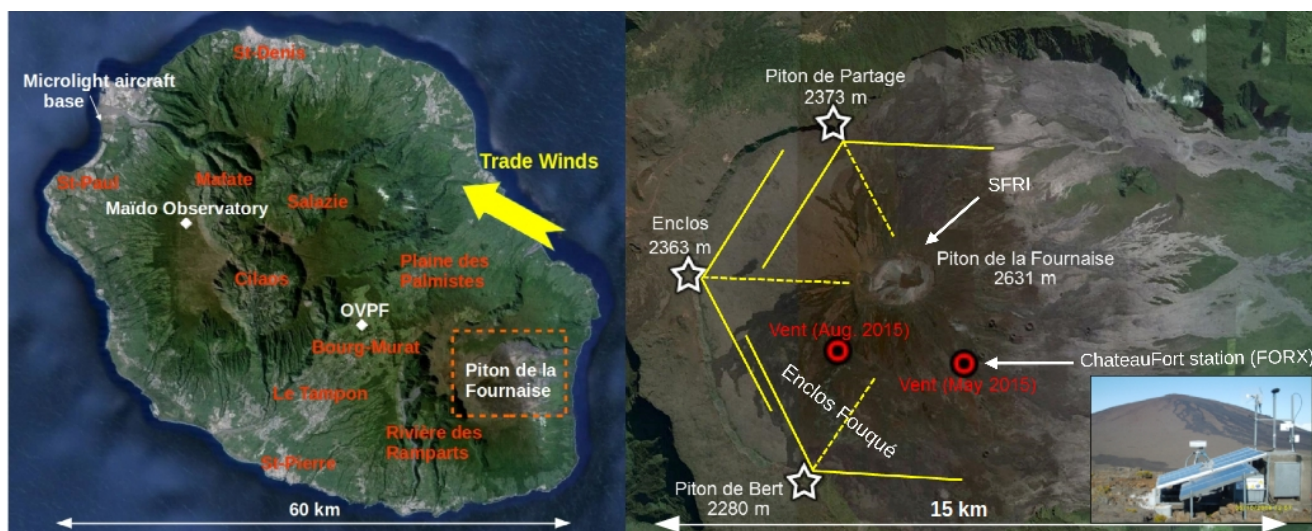 St-Denis
Microlight aircraft
base
Trade Winds
St-Paul
Mafate
Maïdo Observatory
Salazie
Cilaos
Plaine des
Palmistes
OVPF
Bourg-Murat
Piton de la
Fournaise
Le Tampon
Rivière des
Ramparts
St-Pierre
60 km
Piton de Partage
2373 m
SFRI
Enclos
2363 m
Piton de la Fournaise
2631 m
Vent (Aug. 2015)
ChateauFort station (FORX)
Vent (May 2015)
Enclos Fouqué
Piton de Bert
2280 m
15 km